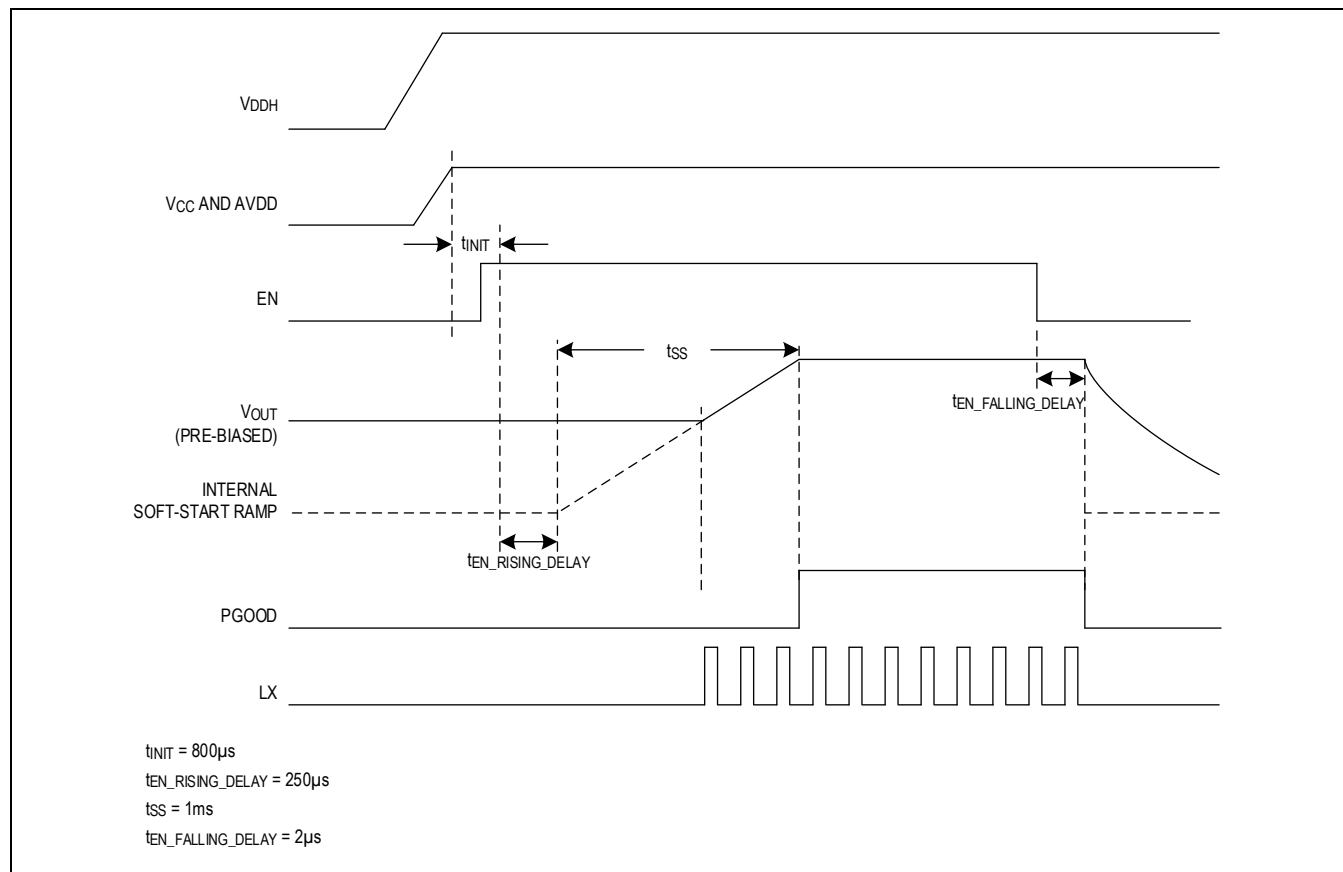 VDDH
VCC AND AVDD
tINIT
EN
tSS
VOUT
(PRE-BIASED)
tEN_FALLING_DELAY
INTERNAL
SOFT-START RAMP
tEN_RISING_DELAY
PGOOD
LX
tINIT = 800µs
tEN_RISING_DELAY = 250µs
tSS = 1ms
tEN_FALLING_DELAY = 2µs